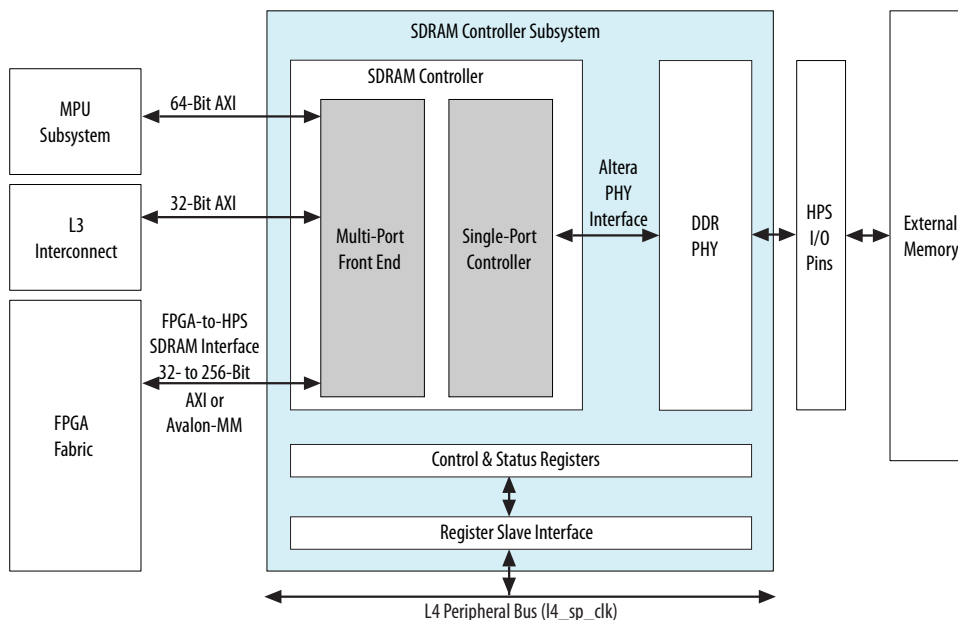 SDRAM Controller Subsystem
SDRAM Controller
MPU
Subsystem
64-Bit AXI
L3
Interconnect
32-Bit AXI
FPGA
Fabric
FPGA-to-HPS
SDRAM Interface
32- to 256-Bit
AXI or
Avalon-MM
Multi-Port
Front End
Single-Port
Controller
Altera
PHY
Interface
DDR
PHY
HPS
I/O
Pins
External
Memory
Control & Status Registers
Register Slave Interface
L4 Peripheral Bus (l4_sp_clk)